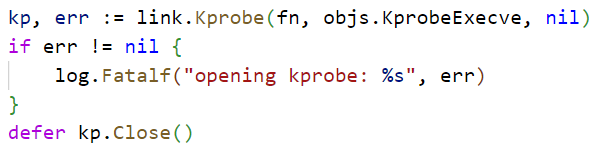 kp, err := link.Kprobe(fn, objs.KprobeExecve, nil)
if err != nil {
    log.Fatalf("opening kprobe: %s", err)
}
defer kp.Close()